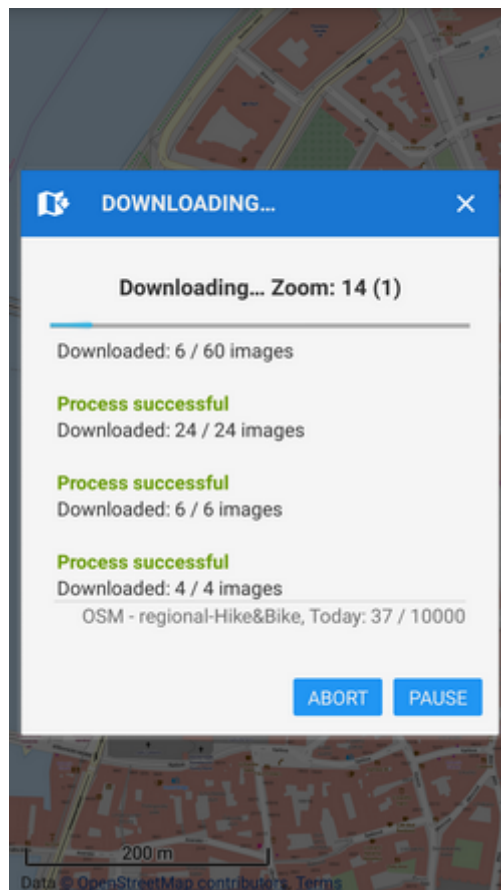 DOWNLOADING…
Downloading… Zoom: 14 (1)
Downloaded: 6 / 60 images
Process successful
Downloaded: 24 / 24 images
Process successful
Downloaded: 6 / 6 images
Process successful
Downloaded: 4 / 4 images
OSM - regional-Hike&Bike, Today: 37 / 10000
ABORT PAUSE
200 m
Data © OpenStreetMap contributors, Terms